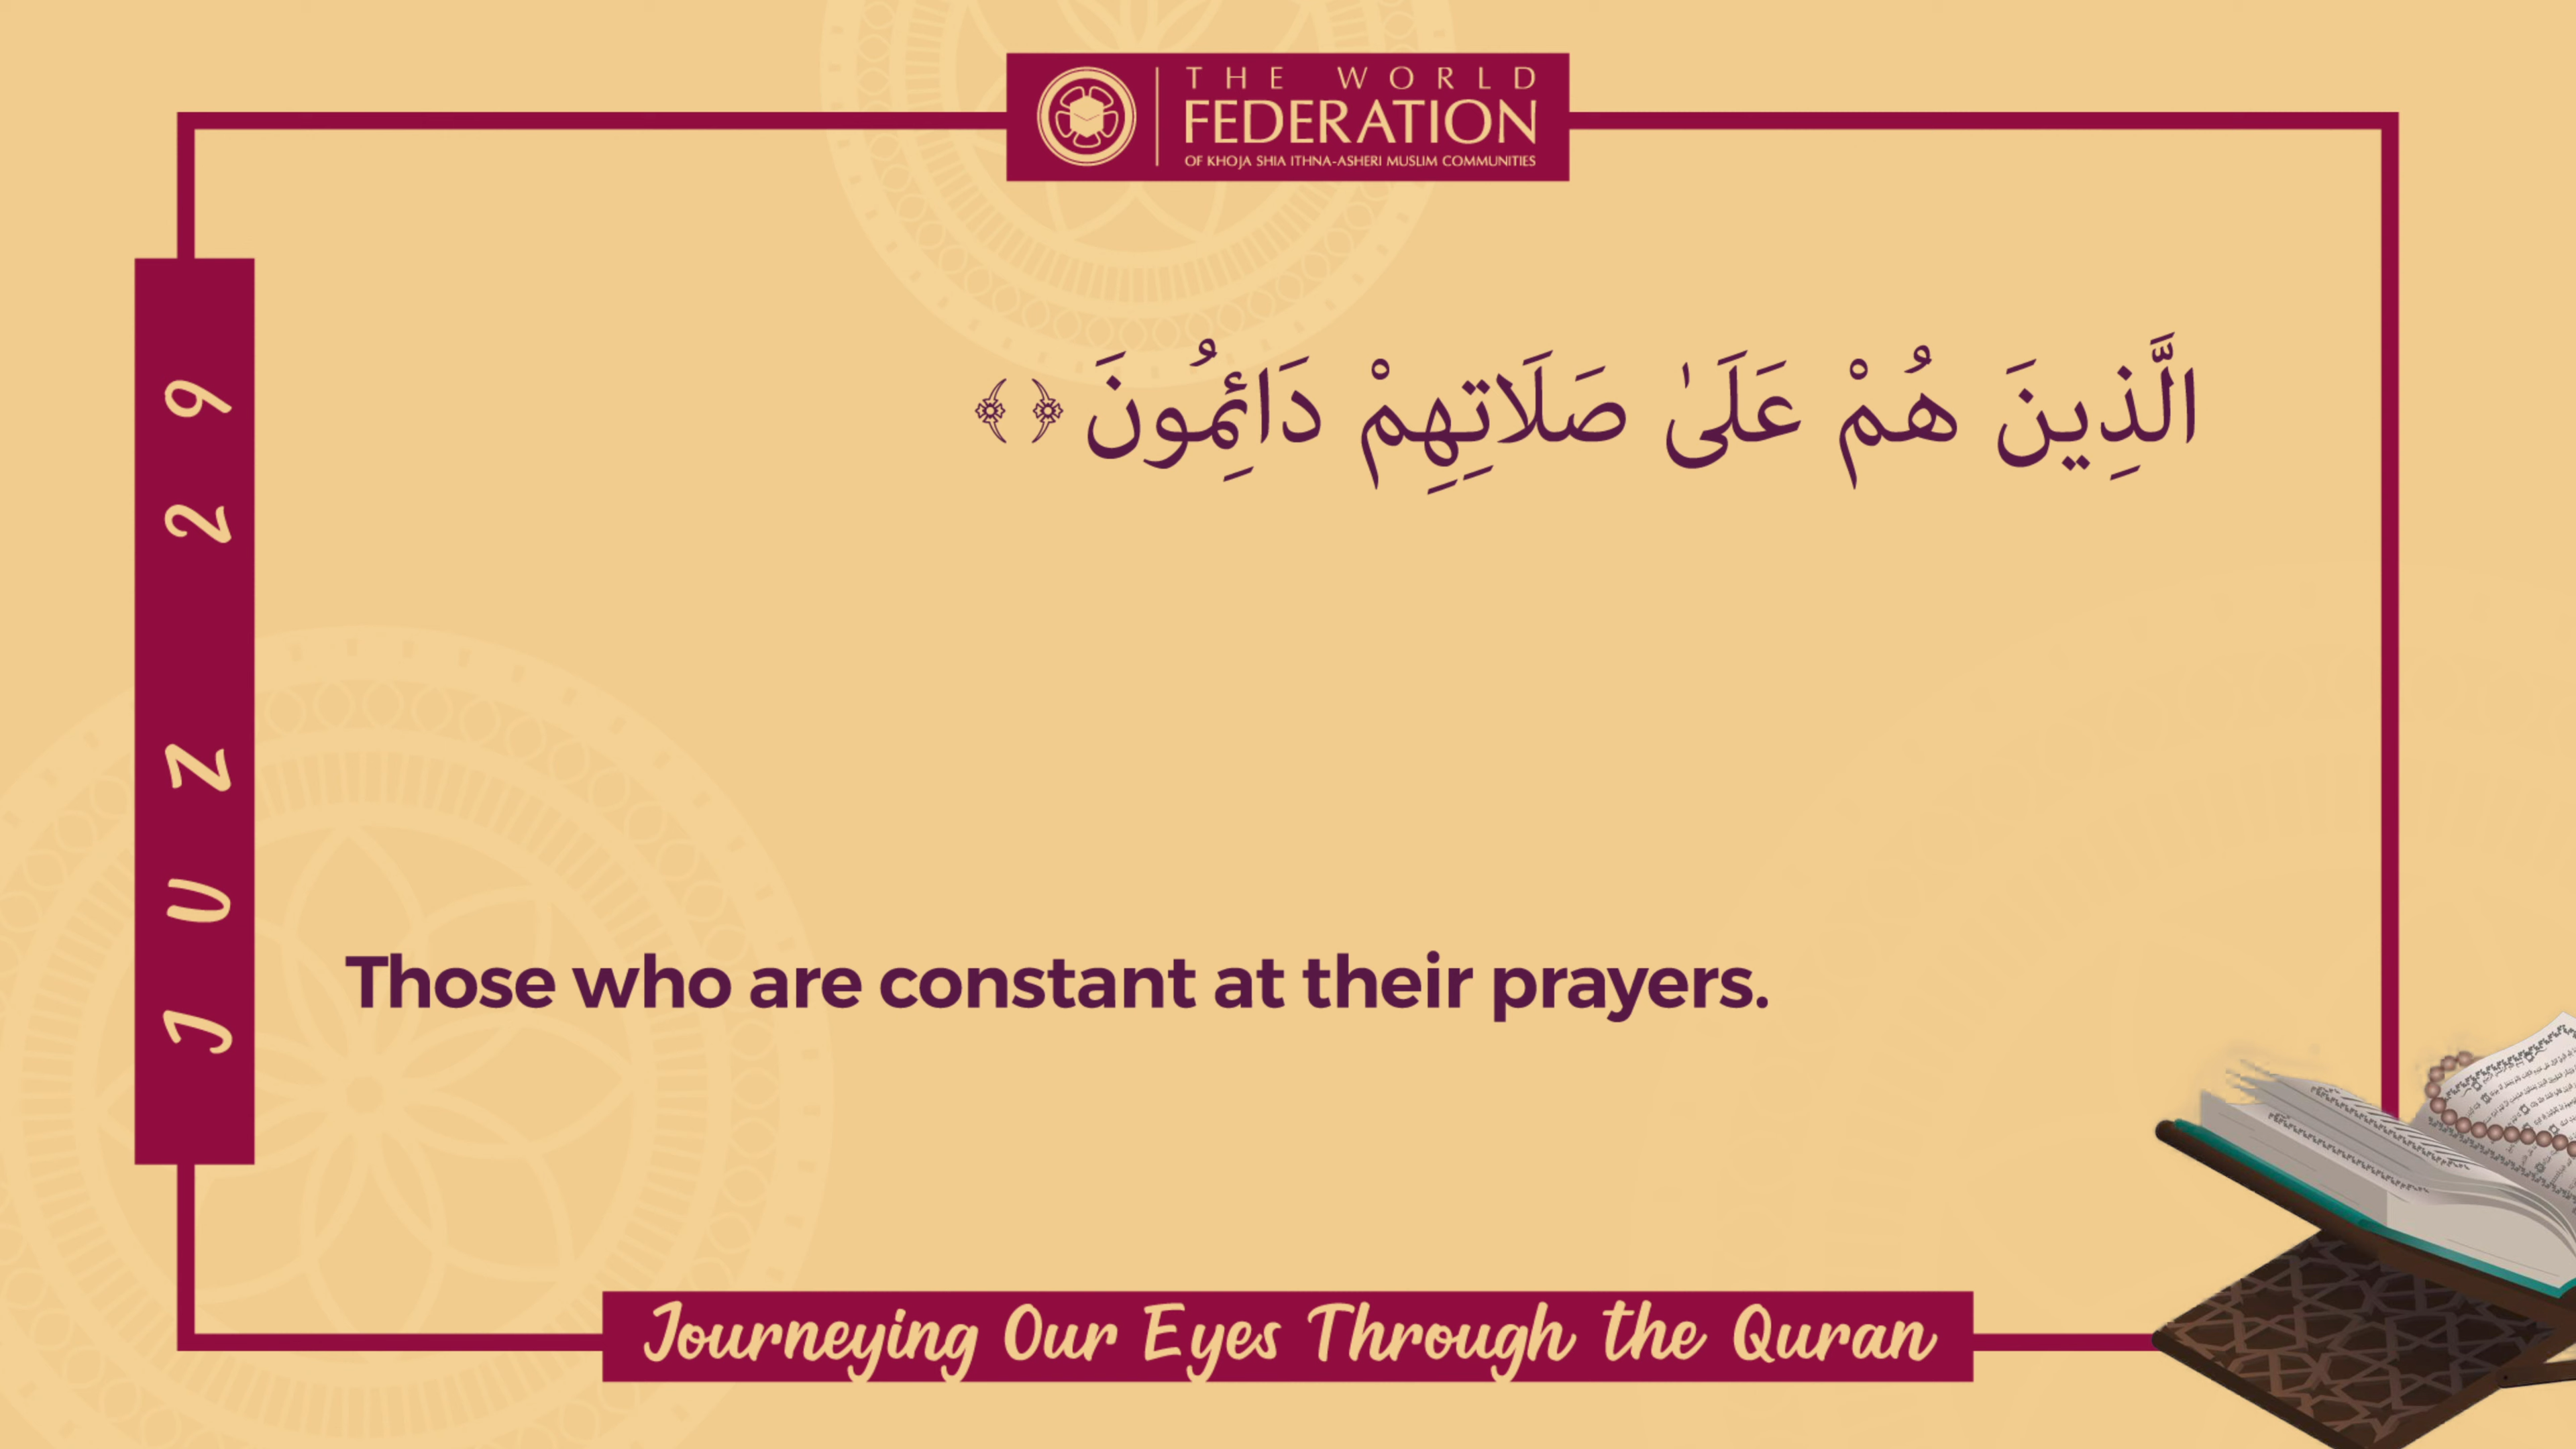 THE WORLD
FEDERATION
OF KHOJA SHIA ITHNA-ASHERI MUSLIM COMMUNITIES
الَّذِينَ هُمْ عَلَىٰ صَلَاتِهِمْ دَائِمُونَ ﴿ ﴾
JUZ 29
Those who are constant at their prayers.
Journeying Our Eyes Through the Quran